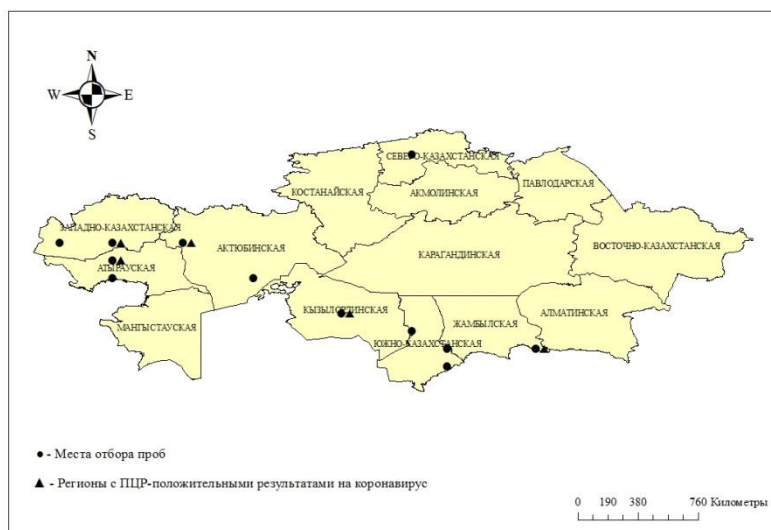 N
W E
S
СЕВЕРО-КАЗАХСТАНСКАЯ
КОСТАНАЙСКАЯ
АКМОЛИНСКАЯ
ПАВЛОДАРСКАЯ
ЗАПАДНО-КАЗАХСТАНСКАЯ
АКТЮБИНСКАЯ
ВОСТОЧНО-КАЗАХСТАНСКАЯ
КАРАГАНДИНСКАЯ
АТЫРАУСКАЯ
КЫЗЫЛОРДИНСКАЯ
АЛМАТИНСКАЯ
МАНГЫСТАУСКАЯ
ЖАМБЫЛСКАЯ
ЮЖНО-КАЗАХСТАНСКАЯ
- Места отбора проб
- Регионы с ПЦР-положительными результатами на коронавирус
0 190 380 760 Километры